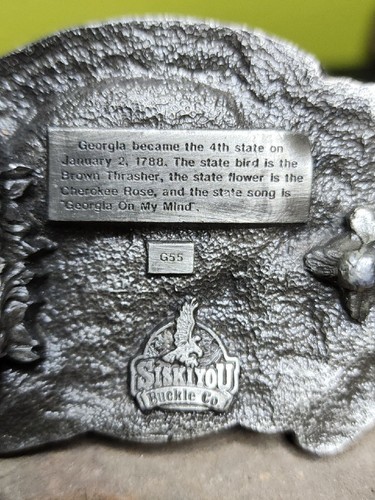 Georgia became the 4th state on
January 2, 1788. The state bird is the
Brown Thrasher, the state flower is the
Cherokee Rose, and the state song is
"Georgia On My Mind".
G55
SISKIYOU
Buckle Co